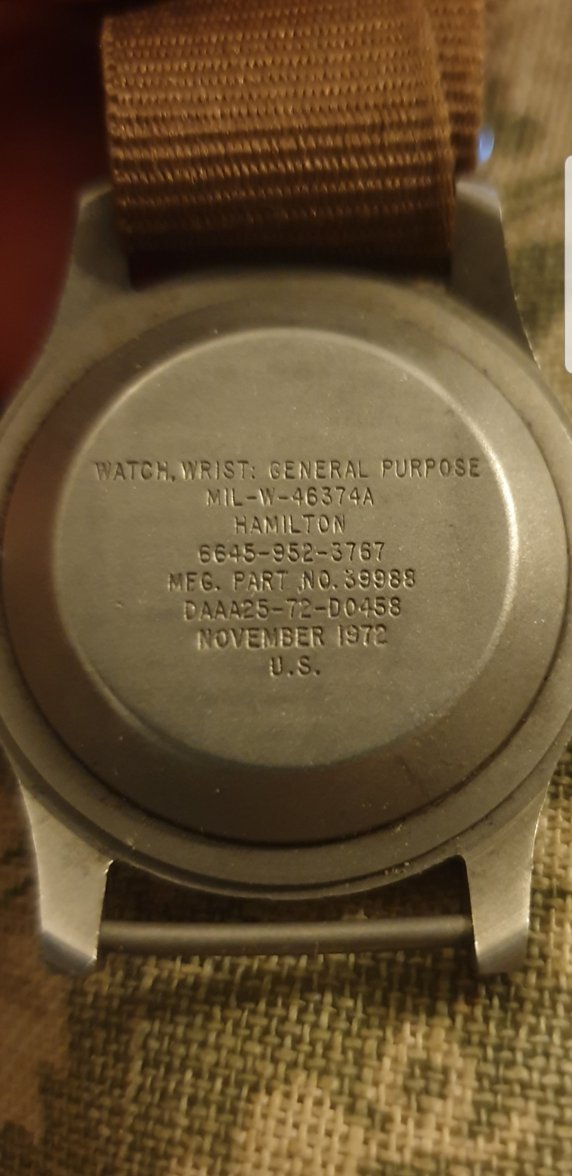 WATCH, WRIST: GENERAL PURPOSE
MIL-W-46374A
HAMILTON
6645-952-3767
MFG. PART NO. 39988
DAAA25-72-D0458
NOVEMBER 1972
U.S.